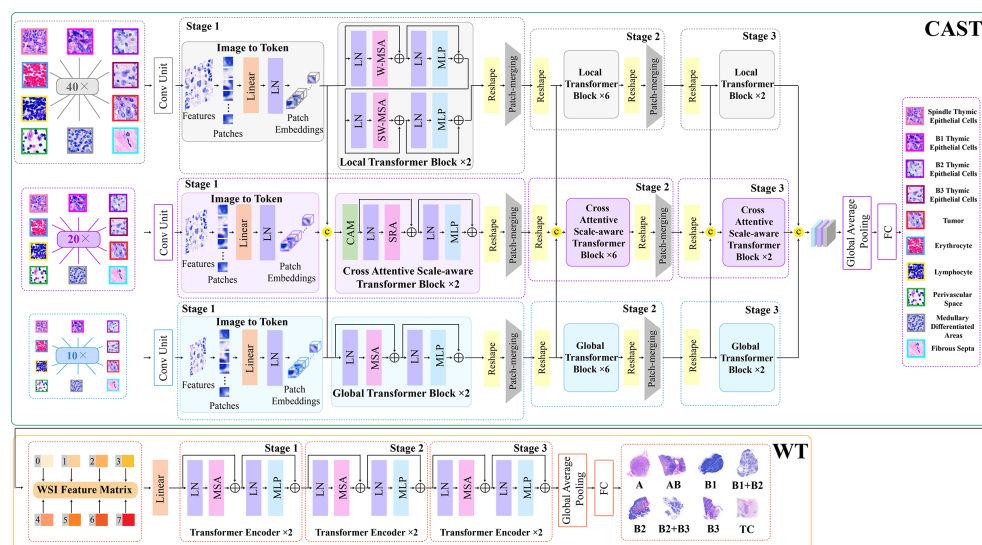 CAST
Stage 1
Image to Token
40×
Conv Unit
Features
Patches
Linear
LN
Patch
Embeddings
LN
W-MSA
LN
MLP
LN
SW-MSA
LN
MLP
Local Transformer Block ×2
Reshape
Patch-merging
Stage 2
Reshape
Local
Transformer
Block ×6
Patch-merging
Stage 3
Reshape
Local
Transformer
Block ×2
Stage 1
Image to Token
20×
Conv Unit
Features
Patches
Linear
LN
Patch
Embeddings
C
CAM
LN
SRA
LN
MLP
Cross Attentive Scale-aware
Transformer Block ×2
Reshape
Patch-merging
Stage 2
Reshape
C
Cross
Attentive
Scale-aware
Transformer
Block ×6
Reshape
Patch-merging
Stage 3
Reshape
C
Cross
Attentive
Scale-aware
Transformer
Block ×2
C
Global Average
Pooling
FC
Spindle Thymic
Epithelial Cells
B1 Thymic
Epithelial Cells
B2 Thymic
Epithelial Cells
B3 Thymic
Epithelial Cells
Tumor
Erythrocyte
Lymphocyte
Perivascular
Space
Medullary
Differentiated
Areas
Fibrous Septa
Stage 1
Image to Token
10×
Conv Unit
Features
Patches
Linear
LN
Patch
Embeddings
LN
MSA
LN
MLP
Global Transformer Block ×2
Reshape
Patch-merging
Stage 2
Reshape
Global
Transformer
Block ×6
Reshape
Patch-merging
Stage 3
Reshape
Global
Transformer
Block ×2
WT
0
1
2
3
WSI Feature Matrix
4
5
6
7
Linear
Stage 1
LN
MSA
LN
MLP
Transformer Encoder ×2
Stage 2
LN
MSA
LN
MLP
Transformer Encoder ×2
Stage 3
LN
MSA
LN
MLP
Transformer Encoder ×2
Global Average
Pooling
FC
A
AB
B1
B1+B2
B2
B2+B3
B3
TC